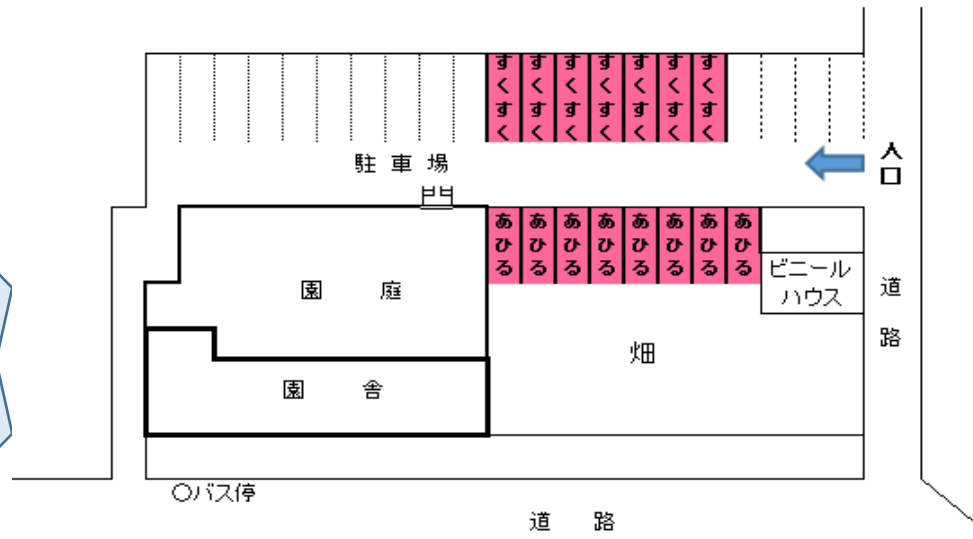 すくすく
すくすく
すくすく
すくすく
すくすく
すくすく
すくすく
駐車場
入口
門
あひる
あひる
あひる
あひる
あひる
あひる
あひる
あひる
ビニール
ハウス
園庭
道路
畑
園舎
〇バス停
道路